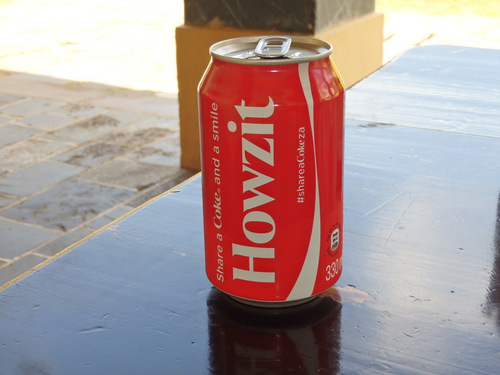 Share a Coke and a smile
Howzit
#shareaCokeza
330